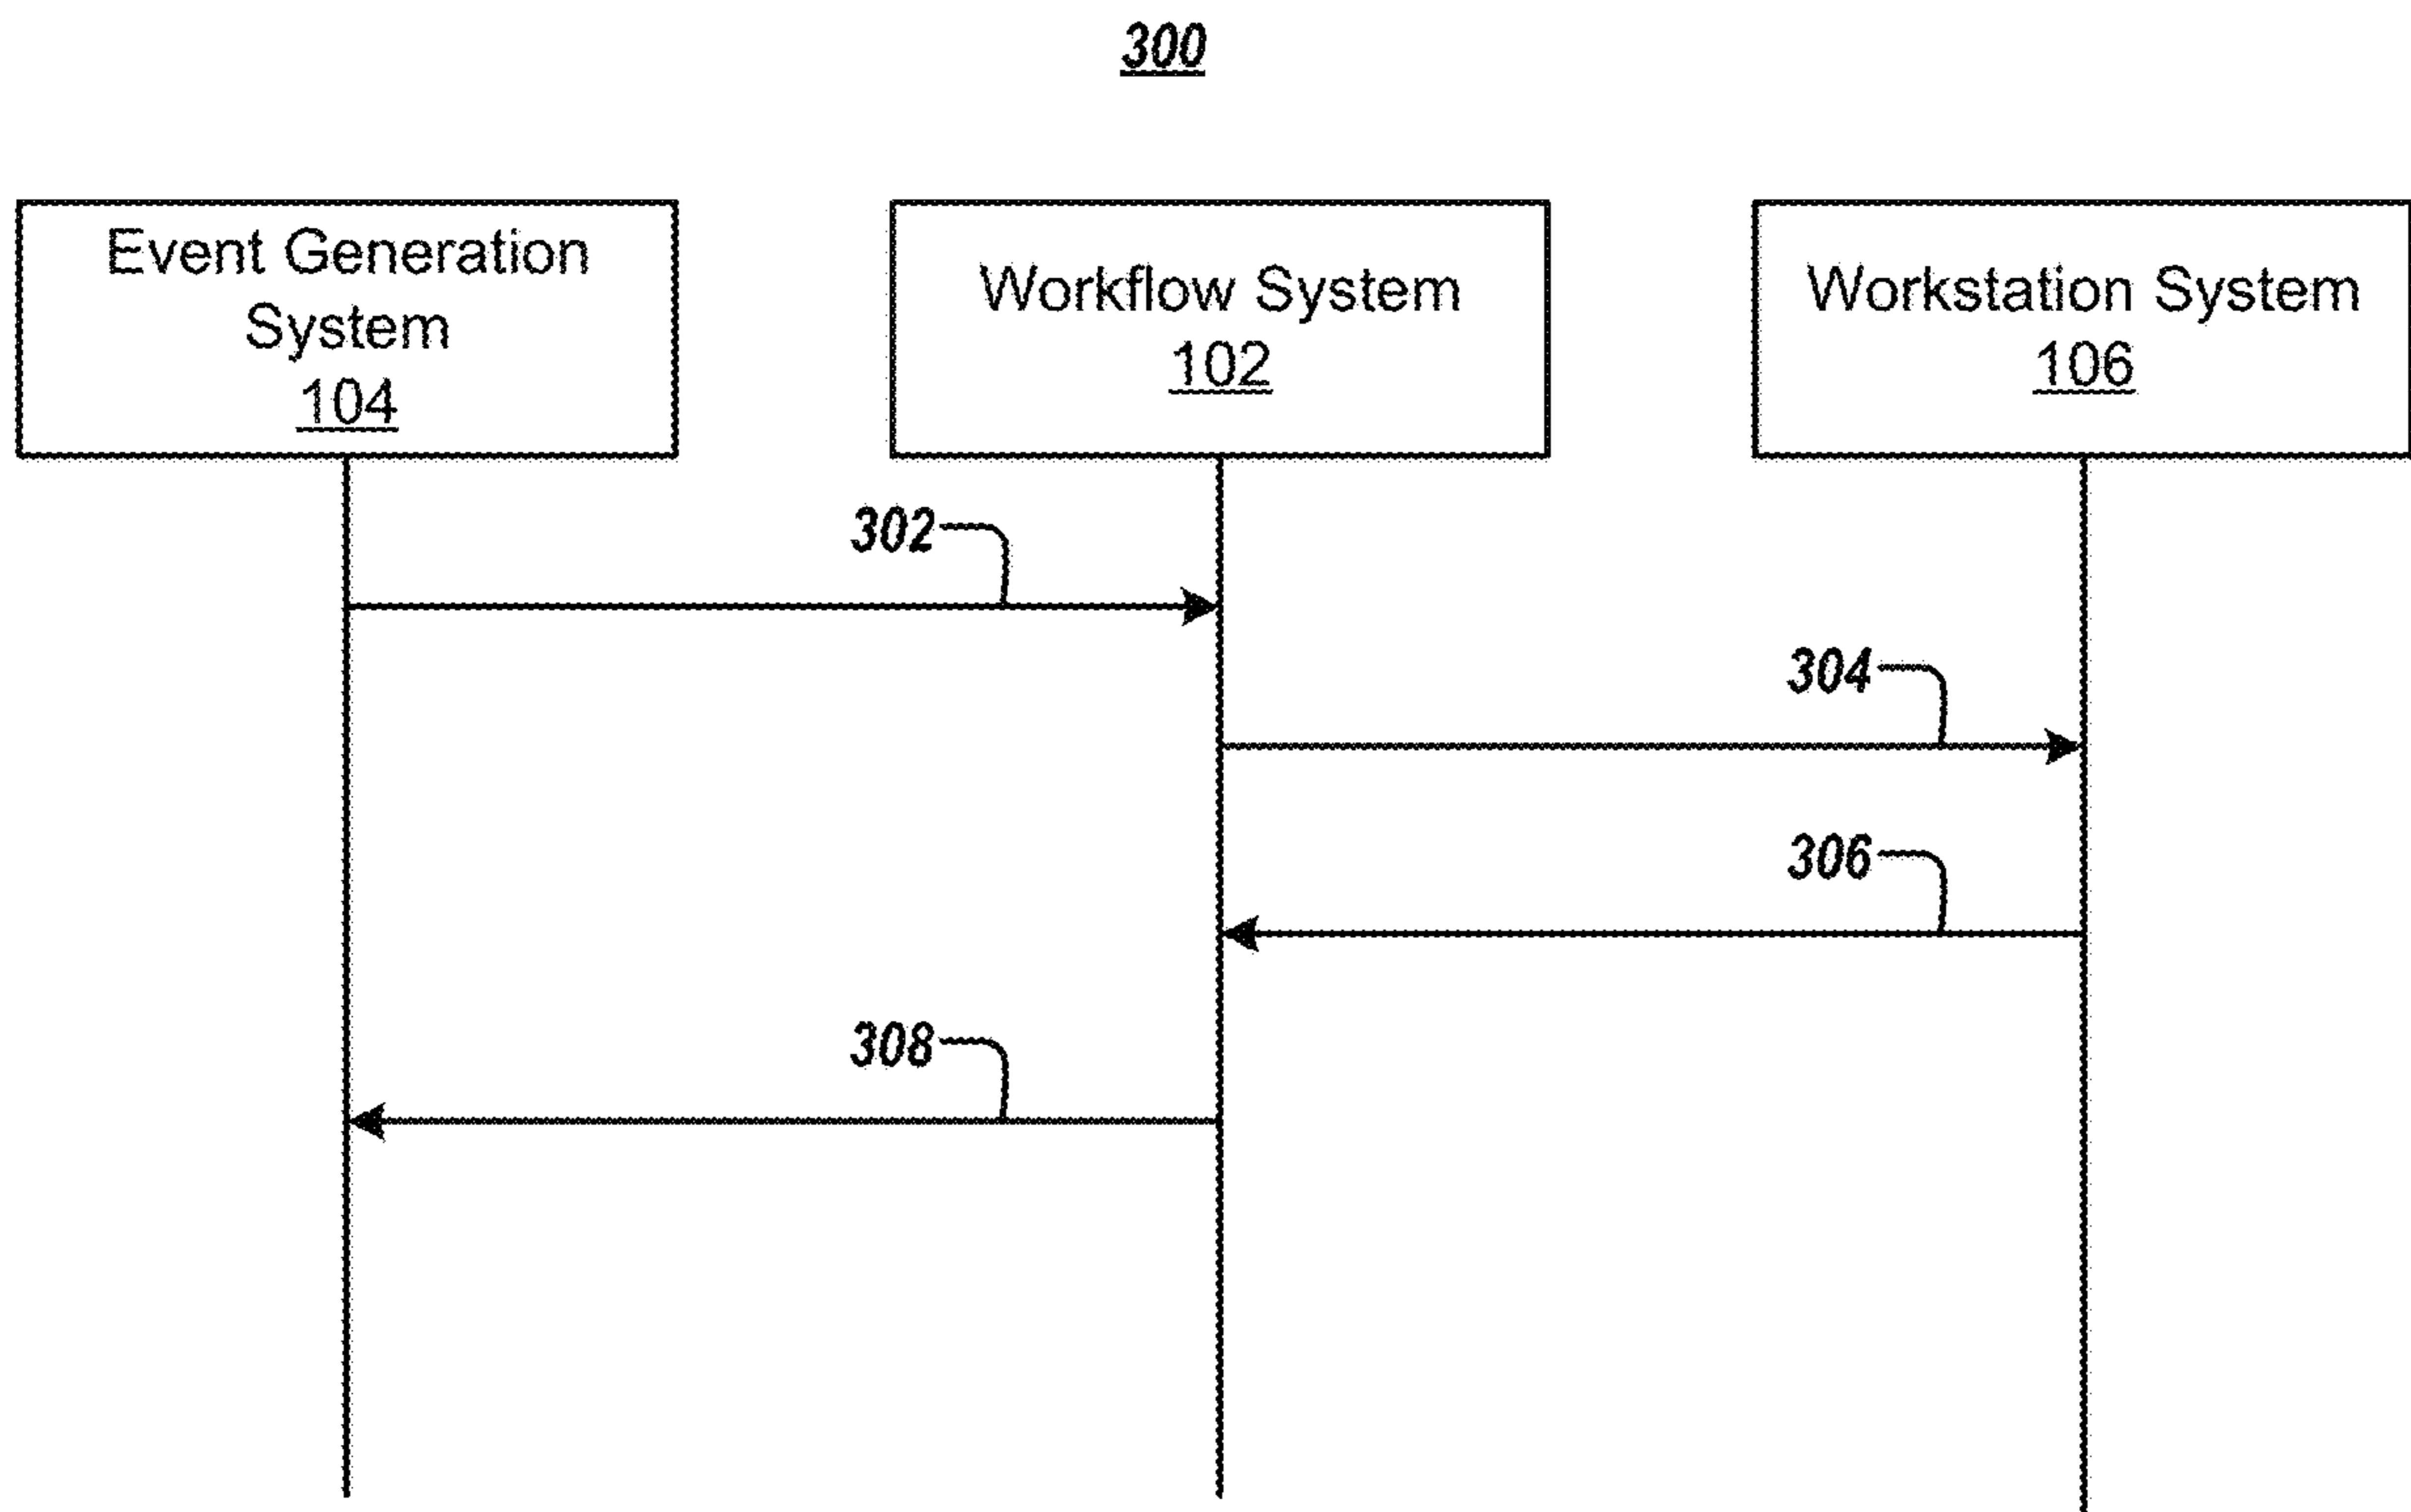 300
Event Generation
System
104
Workflow System
102
Workstation System
106
302
304
306
308